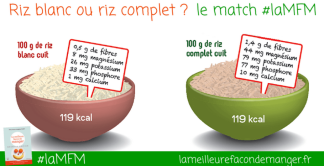 Riz blanc ou riz complet ? le match #laMFM
100 g de riz
blanc cuit
0,5 g de fibres
8 mg magnésium
26 mg potassium
33 mg phosphore
1 mg calcium
119 kcal
100 g de riz
complet cuit
1,4 g de fibres
44 mg magnésium
79 mg potassium
77 mg phosphore
10 mg calcium
119 kcal
#laMFM
lameilleurefacondemanger.fr